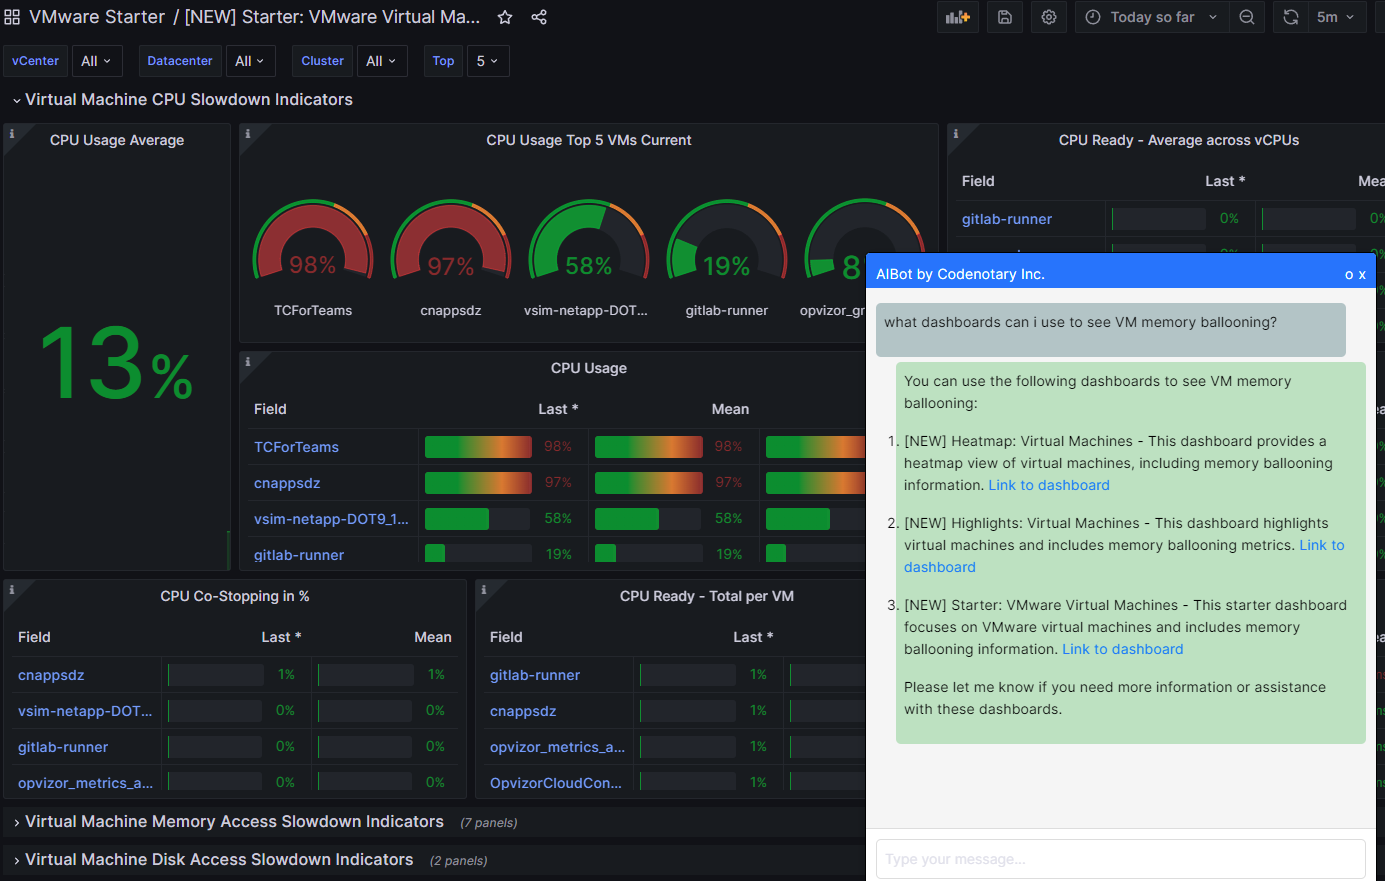 VMware Starter / [NEW] Starter: VMware Virtual Ma...
Today so far
5m
vCenter All
Datacenter All
Cluster All
Top 5
Virtual Machine CPU Slowdown Indicators
CPU Usage Average
13%
CPU Usage Top 5 VMs Current
98%
97%
58%
19%
8
TCForTeams
cnappsdz
vsim-netapp-DOT...
gitlab-runner
opvizor_gr
CPU Ready - Average across vCPUs
Field Last * Mea
gitlab-runner 0% 0%
CPU Usage
Field Last * Mean
TCForTeams 98% 98%
cnappsdz 97% 97%
vsim-netapp-DOT9_1... 58% 58%
gitlab-runner 19% 19%
CPU Co-Stopping in %
Field Last * Mean
cnappsdz 1% 1%
vsim-netapp-DOT... 0% 0%
gitlab-runner 0% 0%
opvizor_metrics_a... 0% 0%
CPU Ready - Total per VM
Field Last *
gitlab-runner 1%
cnappsdz 1%
opvizor_metrics_a... 1%
OpvizorCloudCon... 1%
Virtual Machine Memory Access Slowdown Indicators (7 panels)
Virtual Machine Disk Access Slowdown Indicators (2 panels)
AIBot by Codenotary Inc. o x
what dashboards can i use to see VM memory ballooning?
You can use the following dashboards to see VM memory
ballooning:
1. [NEW] Heatmap: Virtual Machines - This dashboard provides a
heatmap view of virtual machines, including memory ballooning
information. Link to dashboard
2. [NEW] Highlights: Virtual Machines - This dashboard highlights
virtual machines and includes memory ballooning metrics. Link to
dashboard
3. [NEW] Starter: VMware Virtual Machines - This starter dashboard
focuses on VMware virtual machines and includes memory
ballooning information. Link to dashboard
Please let me know if you need more information or assistance
with these dashboards.
Type your message...